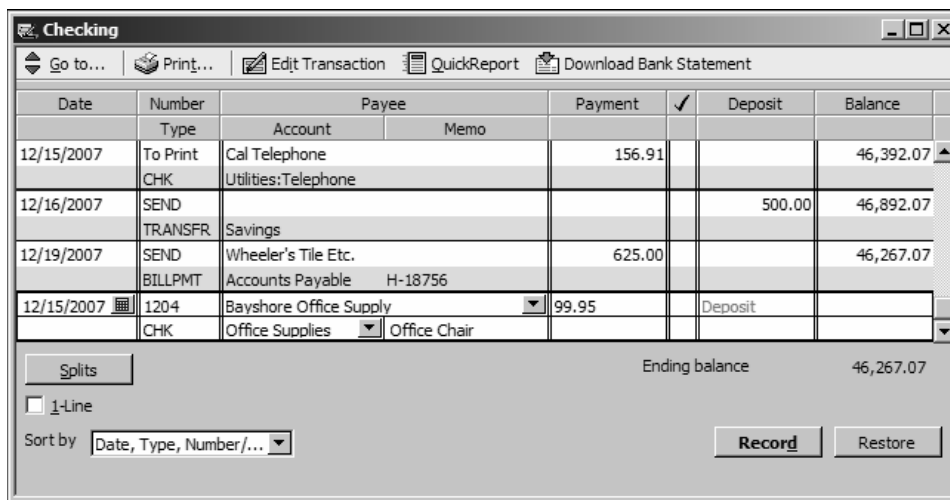 Checking
Go to... Print... Edit Transaction QuickReport Download Bank Statement
Date Number Payee Payment ✓ Deposit Balance
Type Account Memo
12/15/2007 To Print Cal Telephone 156.91 46,392.07
CHK Utilities:Telephone
12/16/2007 SEND 500.00 46,892.07
TRANSFR Savings
12/19/2007 SEND Wheeler's Tile Etc. 625.00 46,267.07
BILLPMT Accounts Payable H-18756
12/15/2007 1204 Bayshore Office Supply 99.95 Deposit
CHK Office Supplies Office Chair
Splits Ending balance 46,267.07
1-Line
Sort by Date, Type, Number/... Record Restore